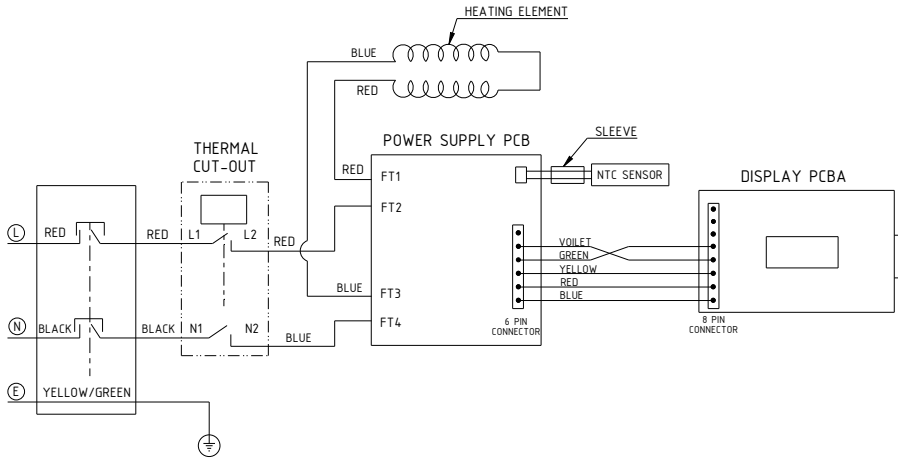 HEATING ELEMENT
BLUE
RED
THERMAL
CUT-OUT
POWER SUPPLY PCB
SLEEVE
NTC SENSOR
DISPLAY PCBA
RED
FT1
FT2
L
RED
RED
L1
L2
RED
VOILET
GREEN
YELLOW
RED
BLUE
BLUE
FT3
FT4
N
BLACK
BLACK
N1
N2
BLUE
6 PIN
CONNECTOR
8 PIN
CONNECTOR
E
YELLOW/GREEN